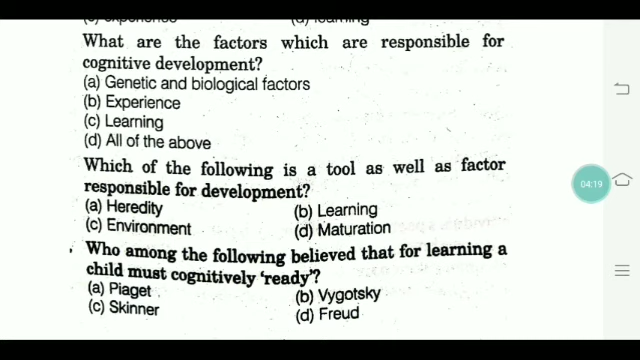 (c) experience (d) learning
What are the factors which are responsible for
cognitive development?
(a) Genetic and biological factors
(b) Experience
(c) Learning
(d) All of the above
Which of the following is a tool as well as factor
responsible for development?
(a) Heredity (b) Learning
(c) Environment (d) Maturation
Who among the following believed that for learning a
child must cognitively 'ready'?
(a) Piaget (b) Vygotsky
(c) Skinner (d) Freud
04:19